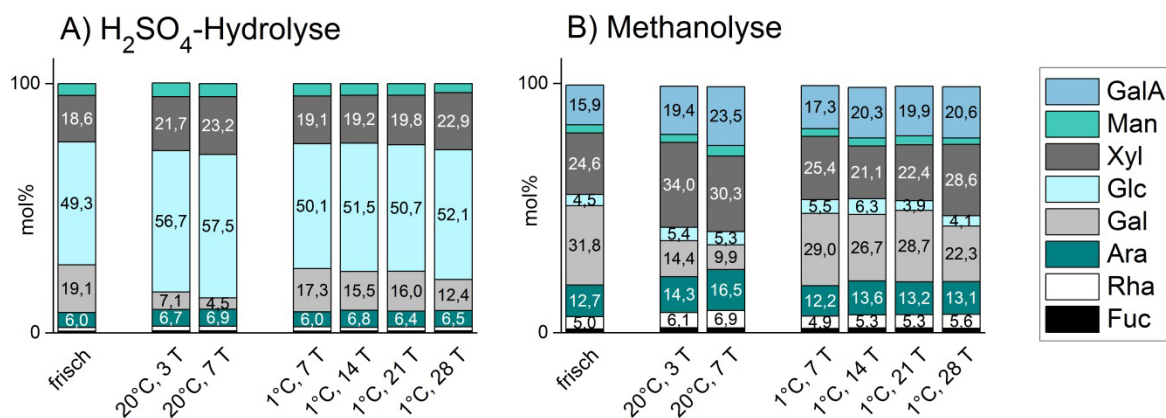 A) H₂SO₄-Hydrolyse
100
mol%
0
18,6
49,3
19,1
6,0
21,7
56,7
7,1
6,7
23,2
57,5
4,5
6,9
19,1
50,1
17,3
6,0
19,2
51,5
15,5
6,8
19,8
50,7
16,0
6,4
22,9
52,1
12,4
6,5
frisch
20°C, 3 T
20°C, 7 T
1°C, 7 T
1°C, 14 T
1°C, 21 T
1°C, 28 T
B) Methanolyse
100
mol%
0
15,9
24,6
4,5
31,8
12,7
5,0
19,4
34,0
5,4
14,4
14,3
6,1
23,5
30,3
5,3
9,9
16,5
6,9
17,3
25,4
5,5
29,0
12,2
4,9
20,3
21,1
6,3
26,7
13,6
5,3
19,9
22,4
3,9
28,7
13,2
5,3
20,6
28,6
4,1
22,3
13,1
5,6
frisch
20°C, 3 T
20°C, 7 T
1°C, 7 T
1°C, 14 T
1°C, 21 T
1°C, 28 T
GalA
Man
Xyl
Glc
Gal
Ara
Rha
Fuc